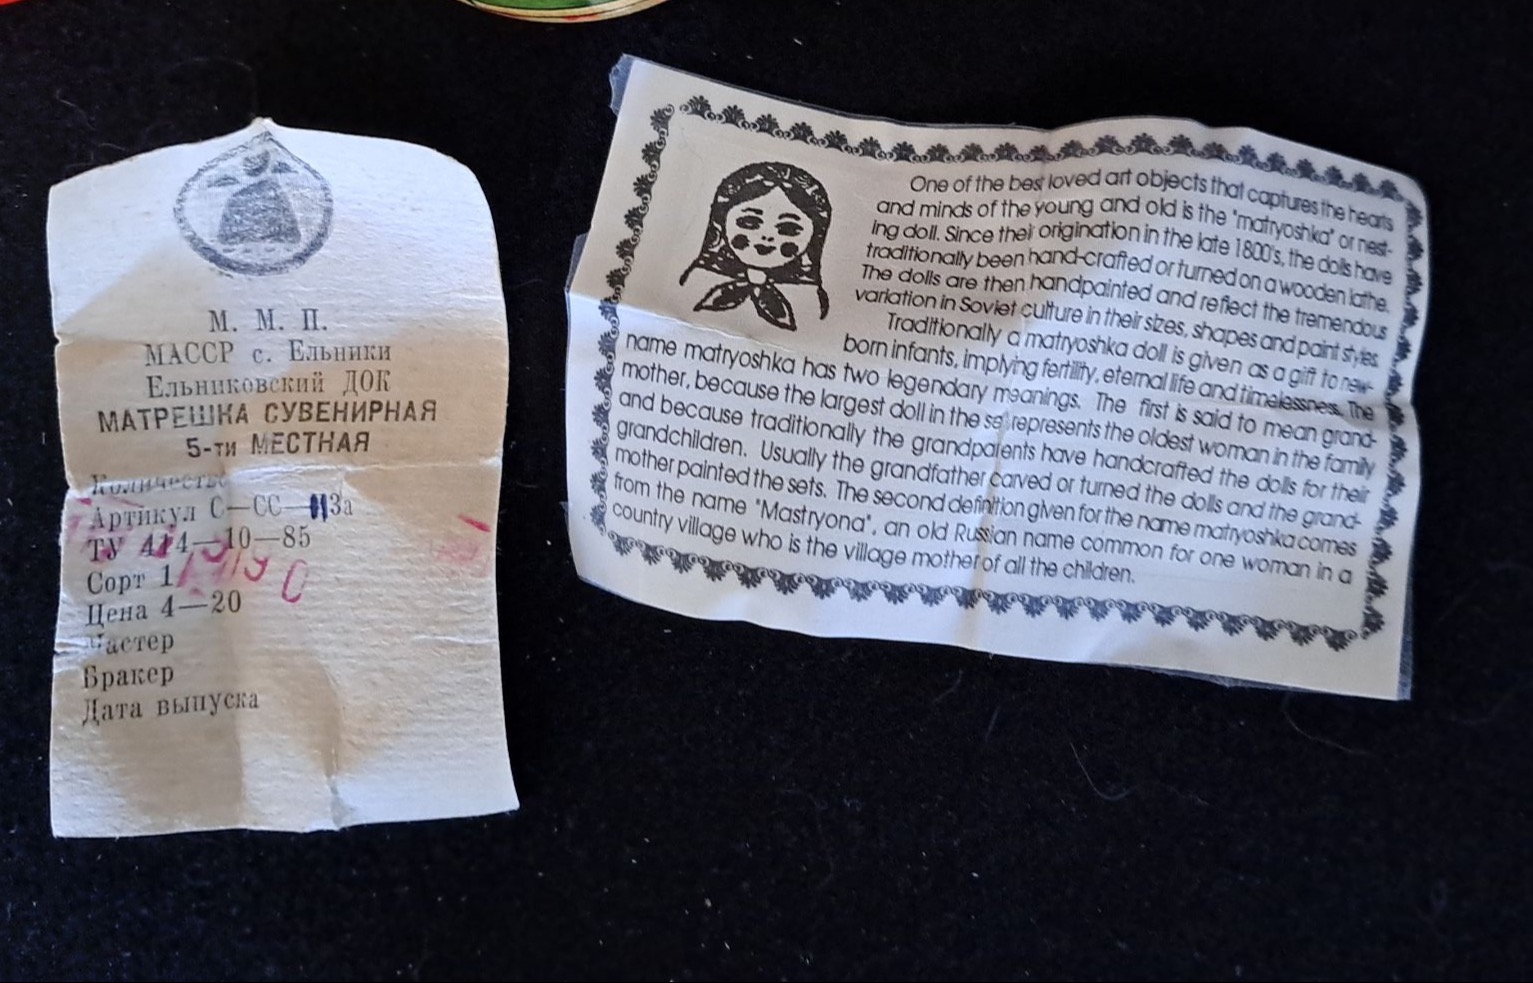 М. М. П.
МАССР с. Ельники
Ельниковский ДОК
МАТРЕШКА СУВЕНИРНАЯ
5-ти МЕСТНАЯ
Количество
Артикул С—СС—113а
ТУ 414—10—85
Сорт 1
Цена 4—20
Мастер
Бракер
Дата выпуска
One of the best loved art objects that captures the hearts
and minds of the young and old is the "matryoshka" or nest-
ing doll. Since their origination in the late 1800's, the dolls have
traditionally been hand-crafted or turned on a wooden lathe.
The dolls are then handpainted and reflect the tremendous
variation in Soviet culture in their sizes, shapes and paint styles.
Traditionally a matryoshka doll is given as a gift to new-
born infants, implying fertility, eternal life and timelessness. The
name matryoshka has two legendary meanings. The first is said to mean grand-
mother, because the largest doll in the set represents the oldest woman in the family
and because traditionally the grandparents have handcrafted the dolls for their
grandchildren. Usually the grandfather carved or turned the dolls and the grand-
mother painted the sets. The second definition given for the name matryoshka comes
from the name "Mastryona", an old Russian name common for one woman in a
country village who is the village mother of all the children.